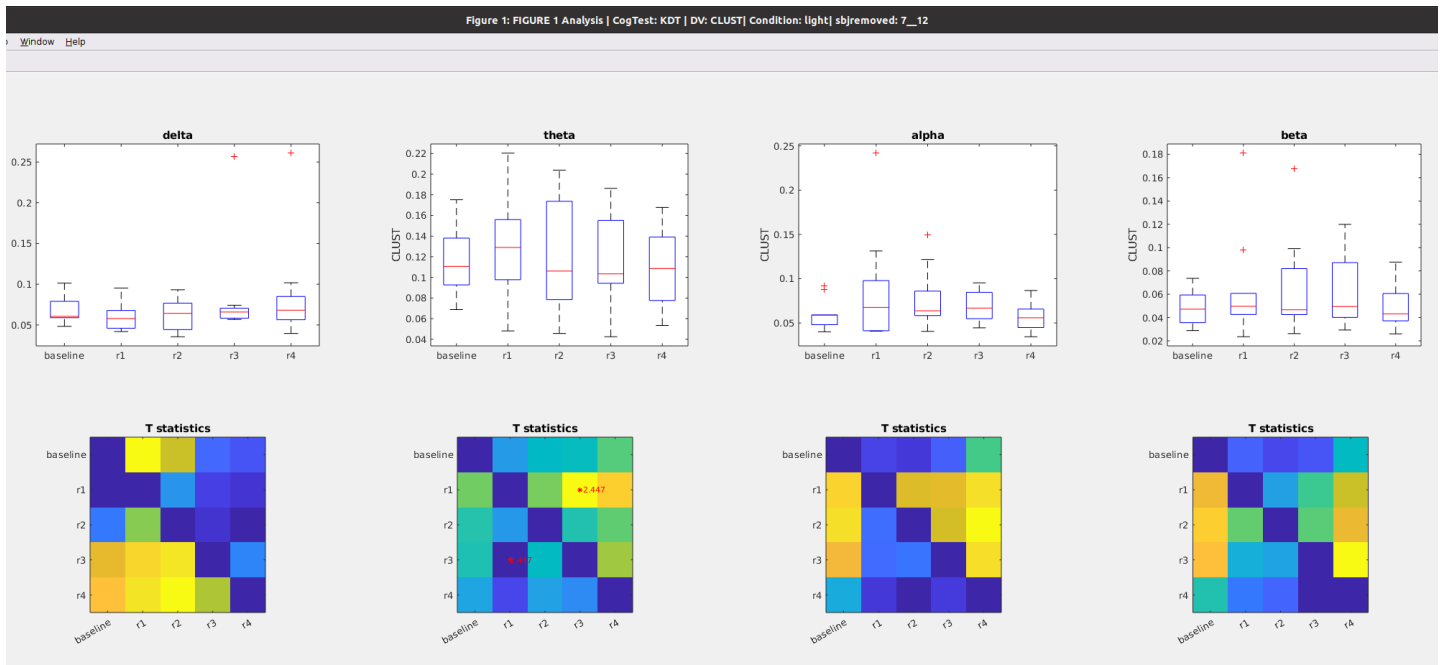 Figure 1: FIGURE 1 Analysis | CogTest: KDT | DV: CLUST| Condition: light| sbjremoved: 7__12
Window Help
delta
0.25
0.2
0.15
0.1
0.05
baseline r1 r2 r3 r4
theta
CLUST
0.22
0.2
0.18
0.16
0.14
0.12
0.1
0.08
0.06
0.04
baseline r1 r2 r3 r4
alpha
CLUST
0.25
0.2
0.15
0.1
0.05
baseline r1 r2 r3 r4
beta
CLUST
0.18
0.16
0.14
0.12
0.1
0.08
0.06
0.04
0.02
baseline r1 r2 r3 r4
T statistics
baseline
r1
r2
r3
r4
baseline r1 r2 r3 r4
T statistics
baseline
r1
*2.447
r2
r3
r4
baseline r1 r2 r3 r4
T statistics
baseline
r1
r2
r3
r4
baseline r1 r2 r3 r4
T statistics
baseline
r1
r2
r3
r4
baseline r1 r2 r3 r4